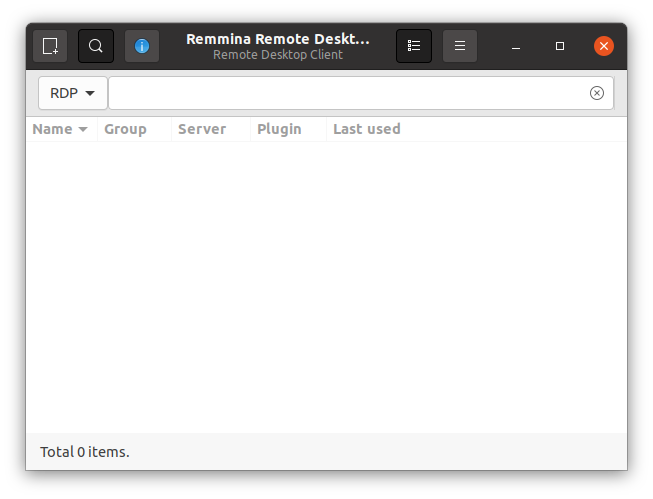 Remmina Remote Deskt...
Remote Desktop Client
RDP
Name Group Server Plugin Last used
Total 0 items.